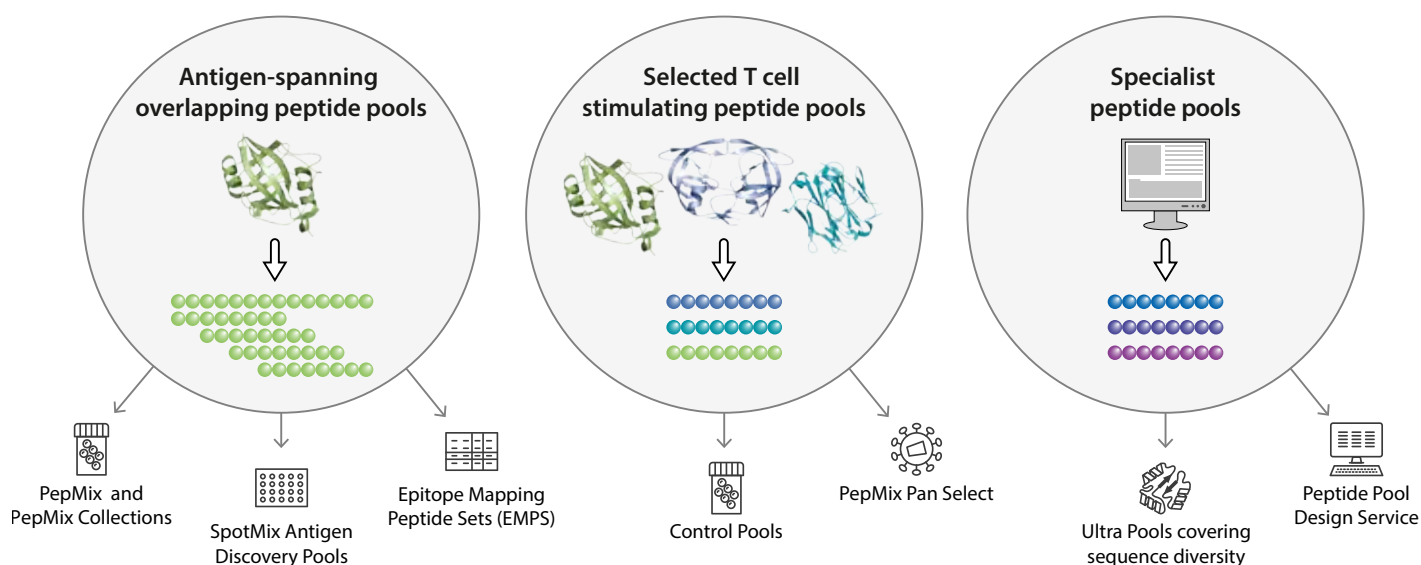 Antigen-spanning
overlapping peptide pools
Selected T cell
stimulating peptide pools
Specialist
peptide pools
PepMix and
PepMix Collections
SpotMix Antigen
Discovery Pools
Epitope Mapping
Peptide Sets (EMPS)
Control Pools
PepMix Pan Select
Ultra Pools covering
sequence diversity
Peptide Pool
Design Service